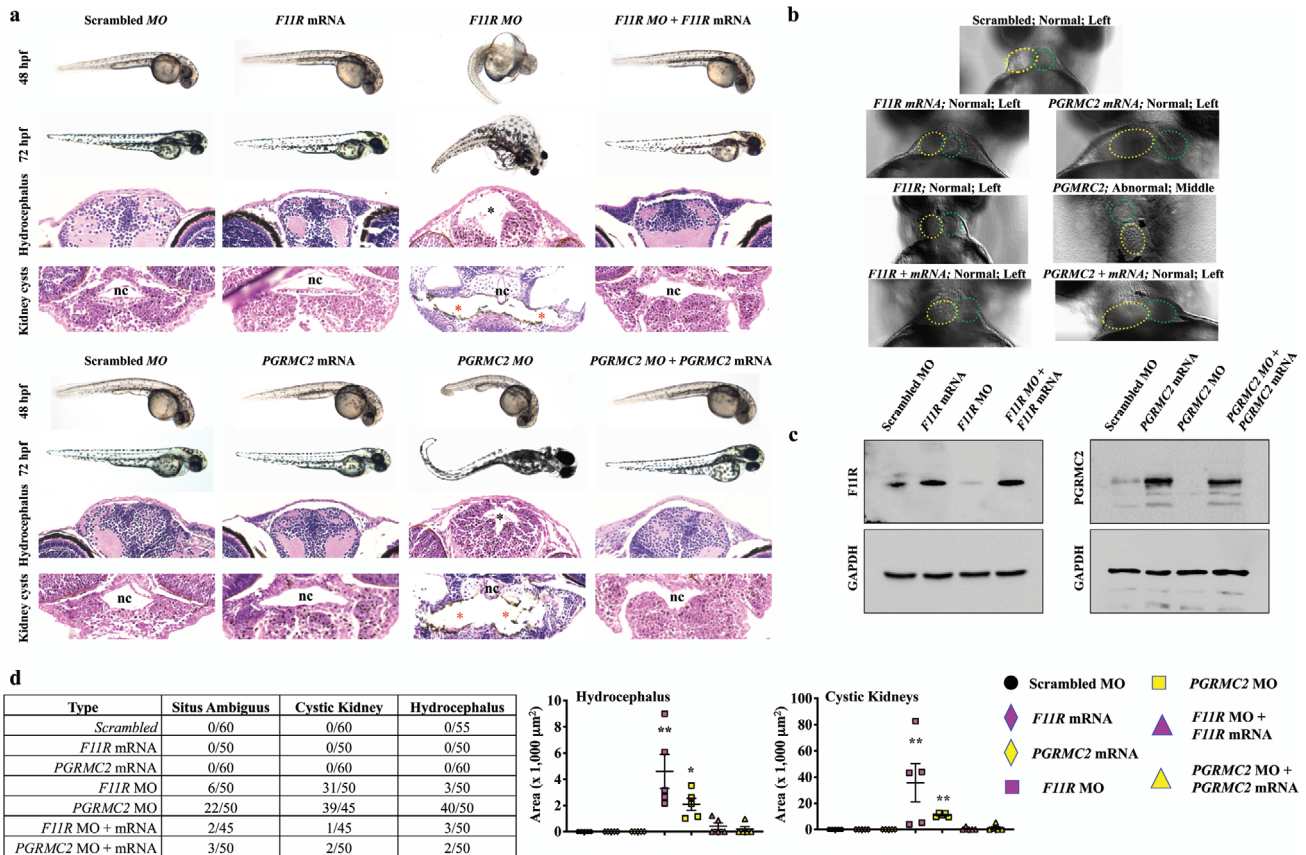 a
Scrambled MO
F11R mRNA
F11R MO
F11R MO + F11R mRNA
48 hpf
72 hpf
Hydrocephalus
*
Kidney cysts
nc
nc
nc
*
*
nc
Scrambled MO
PGRMC2 mRNA
PGRMC2 MO
PGRMC2 MO + PGRMC2 mRNA
48 hpf
72 hpf
Hydrocephalus
*
Kidney cysts
nc
nc
nc
*
*
nc
b
Scrambled; Normal; Left
F11R mRNA; Normal; Left
PGRMC2 mRNA; Normal; Left
F11R; Normal; Left
PGMRC2; Abnormal; Middle
F11R + mRNA; Normal; Left
PGRMC2 + mRNA; Normal; Left
c
Scrambled MO
F11R mRNA
F11R MO
F11R MO +
F11R mRNA
F11R
GAPDH
Scrambled MO
PGRMC2 mRNA
PGRMC2 MO
PGRMC2 MO +
PGRMC2 mRNA
PGRMC2
GAPDH
d
Type Situs Ambiguus Cystic Kidney Hydrocephalus
Scrambled 0/60 0/60 0/55
F11R mRNA 0/50 0/50 0/50
PGRMC2 mRNA 0/60 0/60 0/60
F11R MO 6/50 31/50 3/50
PGRMC2 MO 22/50 39/45 40/50
F11R MO + mRNA 2/45 1/45 3/50
PGRMC2 MO + mRNA 3/50 2/50 2/50
Hydrocephalus
Area (x 1,000 µm²)
10
8
6
4
2
0
**
*
Cystic Kidneys
Area (x 1,000 µm²)
100
80
60
40
20
0
**
**
Scrambled MO
F11R mRNA
PGRMC2 mRNA
F11R MO
PGRMC2 MO
F11R MO +
F11R mRNA
PGRMC2 MO +
PGRMC2 mRNA